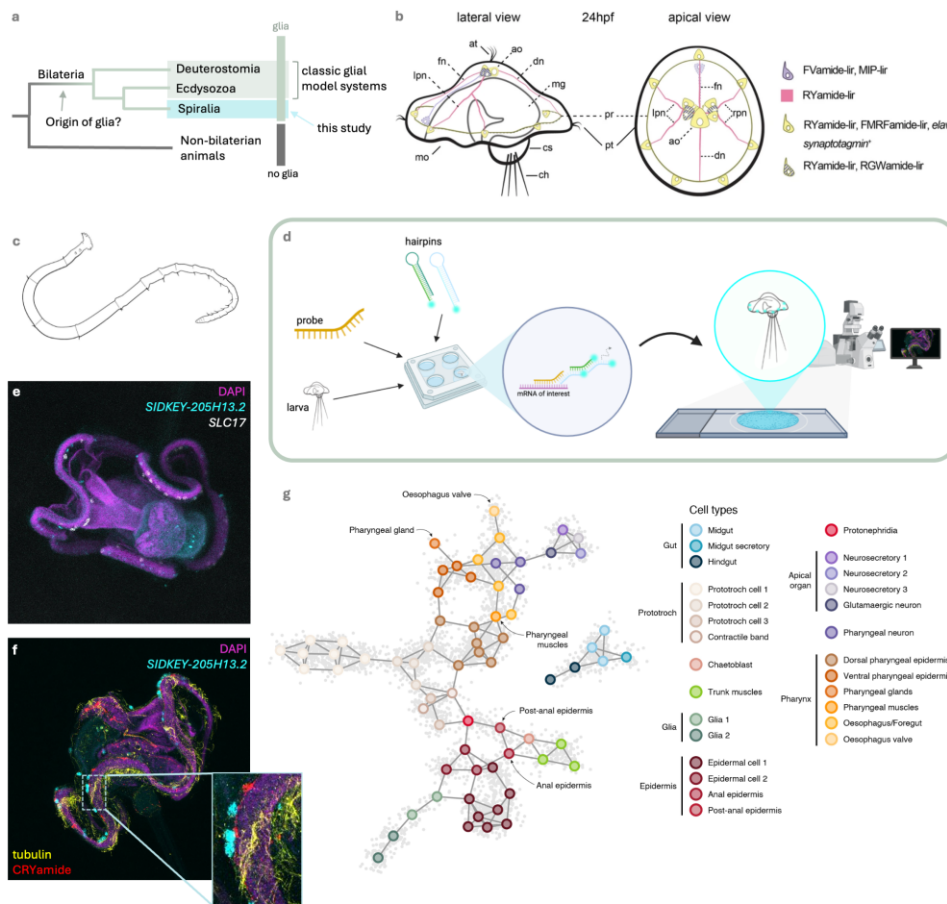 a
glia
Bilateria
Deuterostomia
Ecdysozoa
Spiralia
classic glial
model systems
this study
Origin of glia?
Non-bilaterian
animals
no glia
b
lateral view
24hpf
apical view
at
ao
fn
dn
lpn
mg
pr
pt
mo
cs
ch
fn
lpn
rpn
ao
dn
FVamide-lir, MIP-lir
RYamide-lir
RYamide-lir, FMRFamide-lir, elav
synaptotagmin+
RYamide-lir, RGWamide-lir
c
d
hairpins
probe
larva
mRNA of interest
e
DAPI
SIDKEY-205H13.2
SLC17
f
DAPI
SIDKEY-205H13.2
tubulin
CRYamide
g
Oesophagus valve
Pharyngeal gland
Pharyngeal
muscles
Post-anal epidermis
Anal epidermis
Cell types
Gut
Midgut
Midgut secretory
Hindgut
Prototroch
Prototroch cell 1
Prototroch cell 2
Prototroch cell 3
Contractile band
Chaetoblast
Trunk muscles
Glia
Glia 1
Glia 2
Epidermis
Epidermal cell 1
Epidermal cell 2
Anal epidermis
Post-anal epidermis
Protonephridia
Apical
organ
Neurosecretory 1
Neurosecretory 2
Neurosecretory 3
Glutamaergic neuron
Pharyngeal neuron
Pharynx
Dorsal pharyngeal epidermis
Ventral pharyngeal epidermi
Pharyngeal glands
Pharyngeal muscles
Oesophagus/Foregut
Oesophagus valve